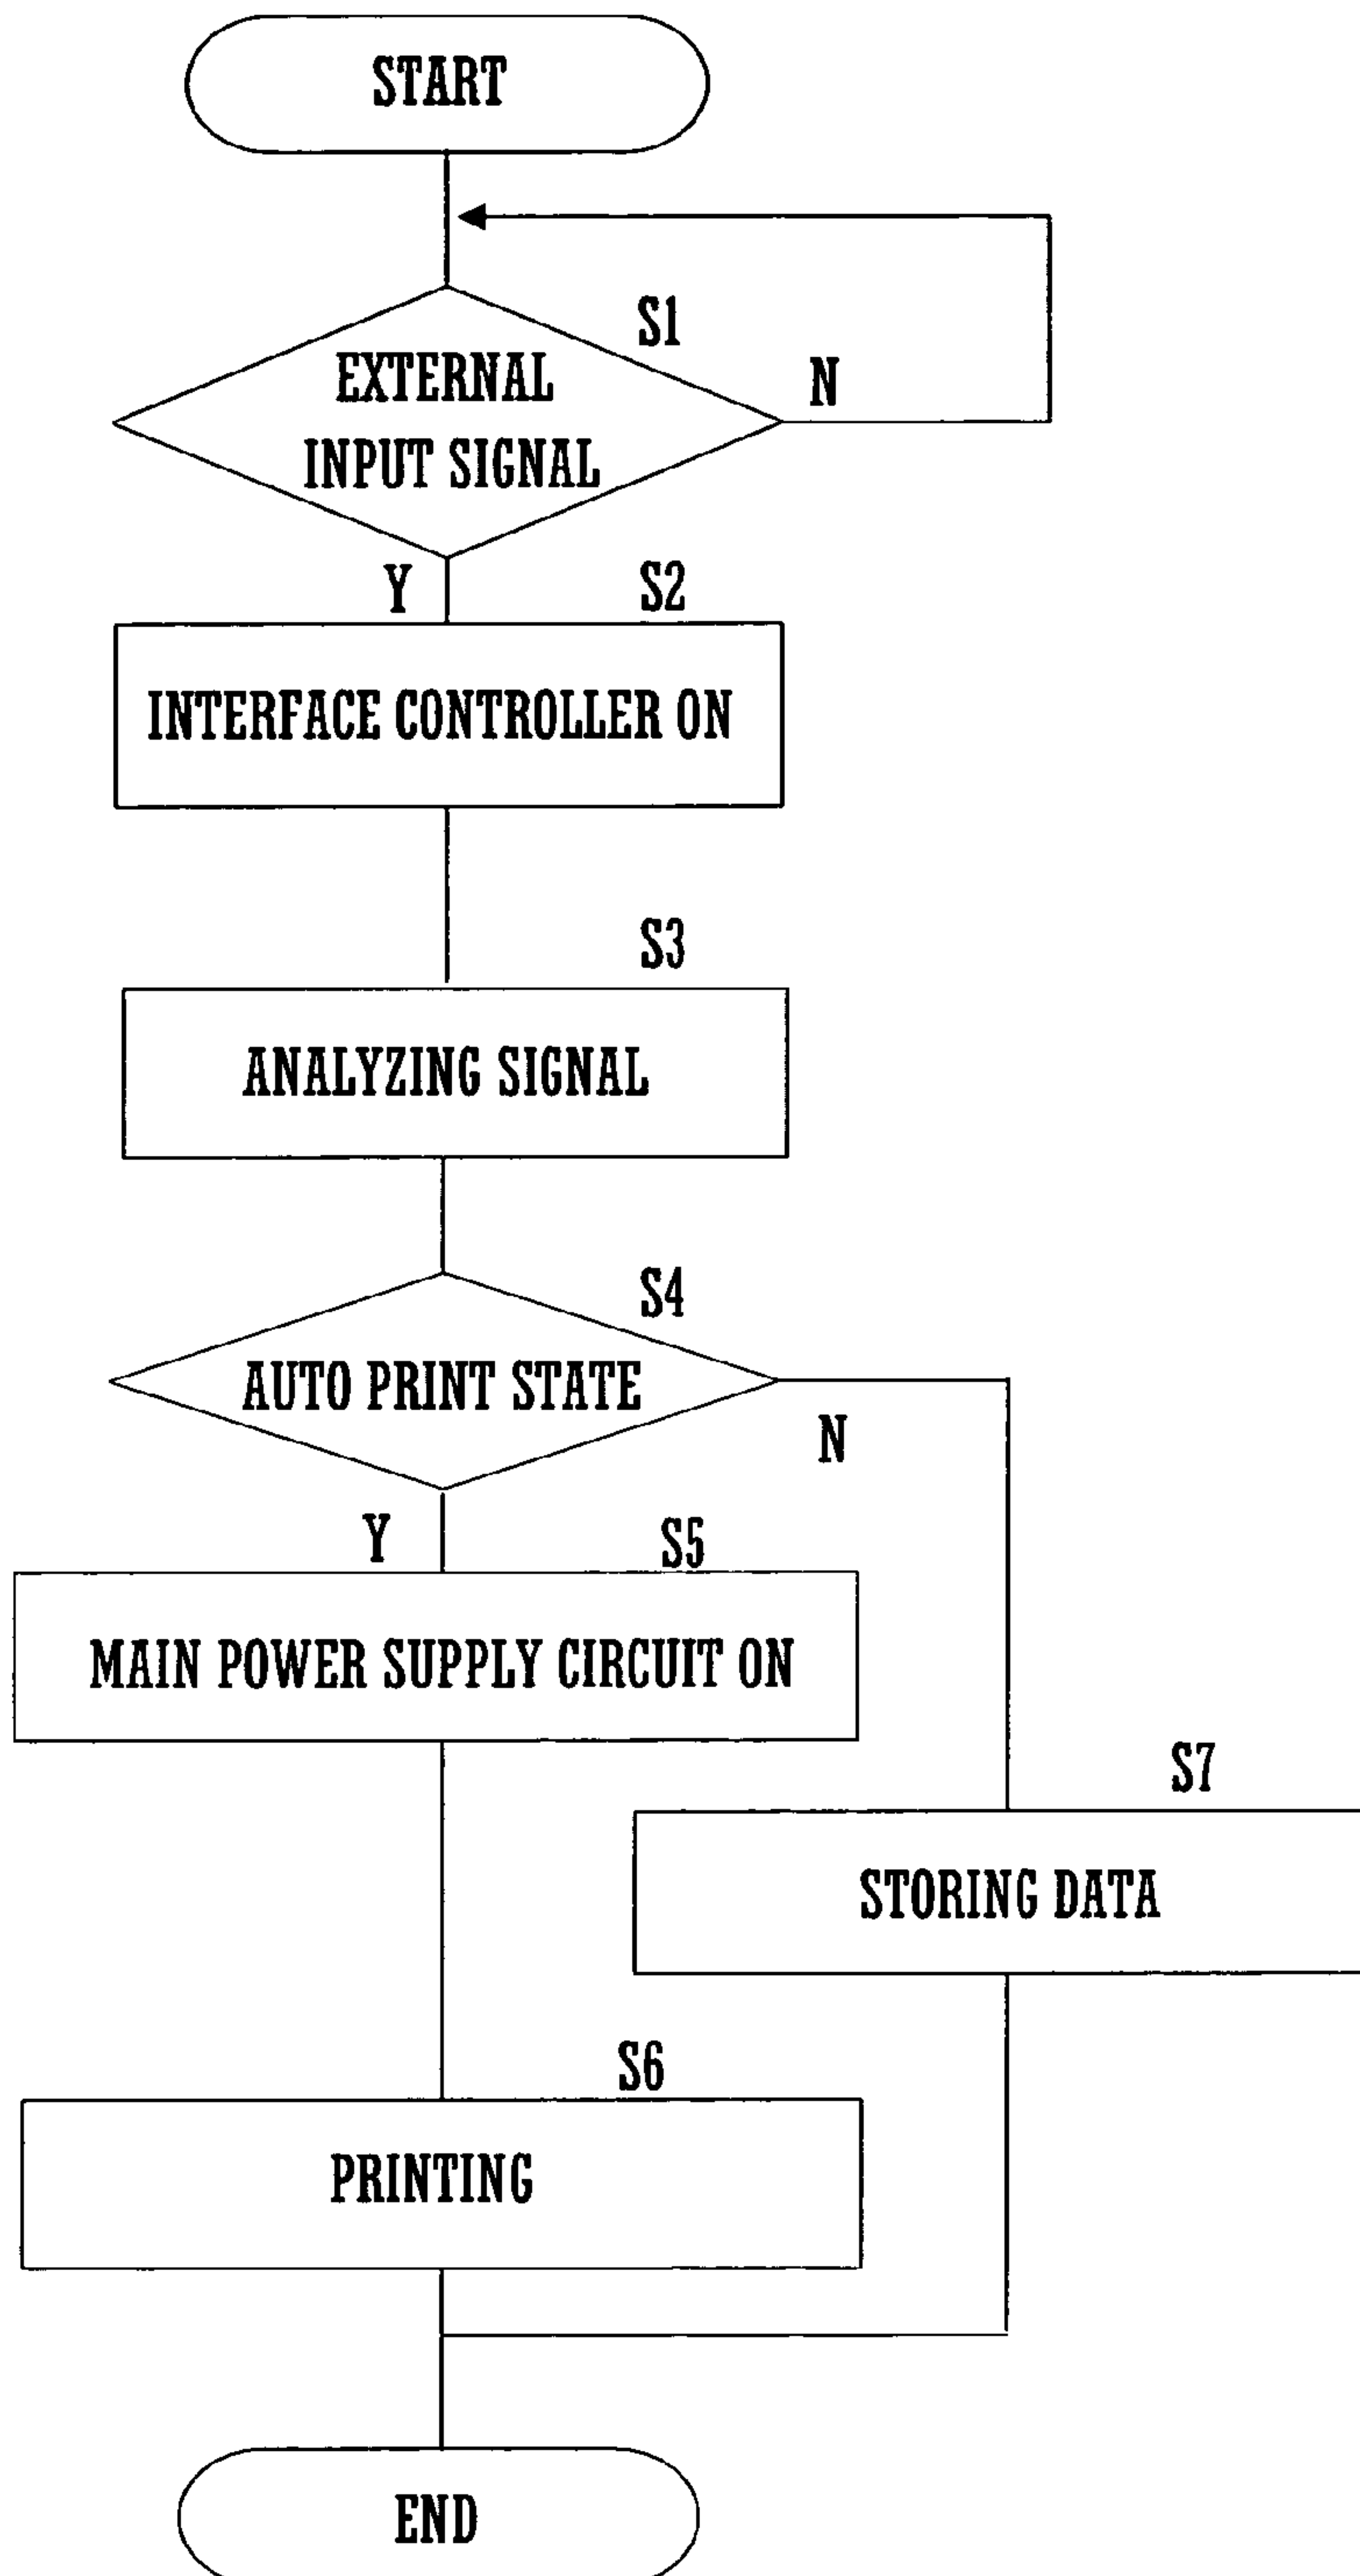 START
S1
EXTERNAL
N
INPUT SIGNAL
Y
S2
INTERFACE CONTROLLER ON
S3
ANALYZING SIGNAL
S4
AUTO PRINT STATE
N
Y
S5
MAIN POWER SUPPLY CIRCUIT ON
S7
STORING DATA
S6
PRINTING
END